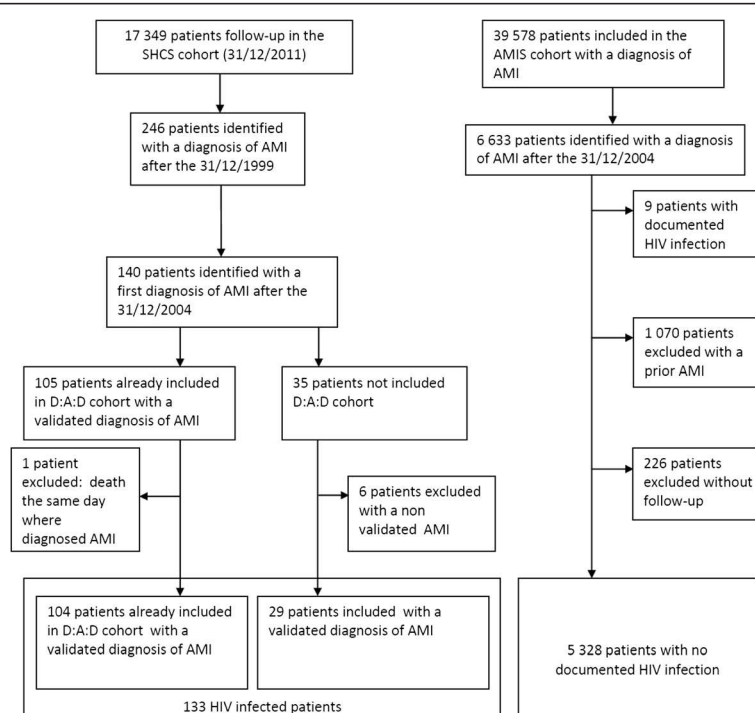 17 349 patients follow-up in the
SHCS cohort (31/12/2011)
246 patients identified
with a diagnosis of AMI
after the 31/12/1999
140 patients identified with a
first diagnosis of AMI after the
31/12/2004
105 patients already included
in D:A:D cohort with a
validated diagnosis of AMI
35 patients not included
D:A:D cohort
1 patient
excluded: death
the same day
where
diagnosed AMI
6 patients excluded
with a non
validated AMI
104 patients already included
in D:A:D cohort with a
validated diagnosis of AMI
29 patients included with a
validated diagnosis of AMI
133 HIV infected patients
39 578 patients included in the
AMIS cohort with a diagnosis of
AMI
6 633 patients identified with a diagnosis
of AMI after the 31/12/2004
9 patients with
documented
HIV infection
1 070 patients
excluded with a
prior AMI
226 patients
excluded without
follow-up
5 328 patients with no
documented HIV infection